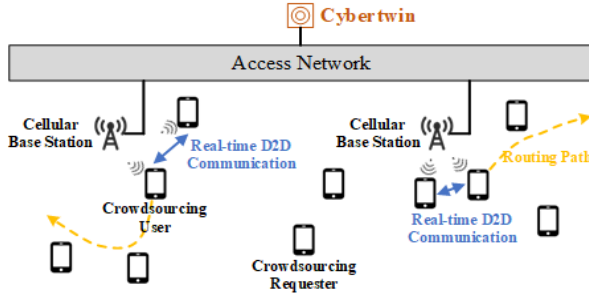 Cybertwin
Access Network
Cellular
Base Station
Real-time D2D
Communication
Crowdsourcing
User
Crowdsourcing
Requester
Cellular
Base Station
Routing Path
Real-time D2D
Communication